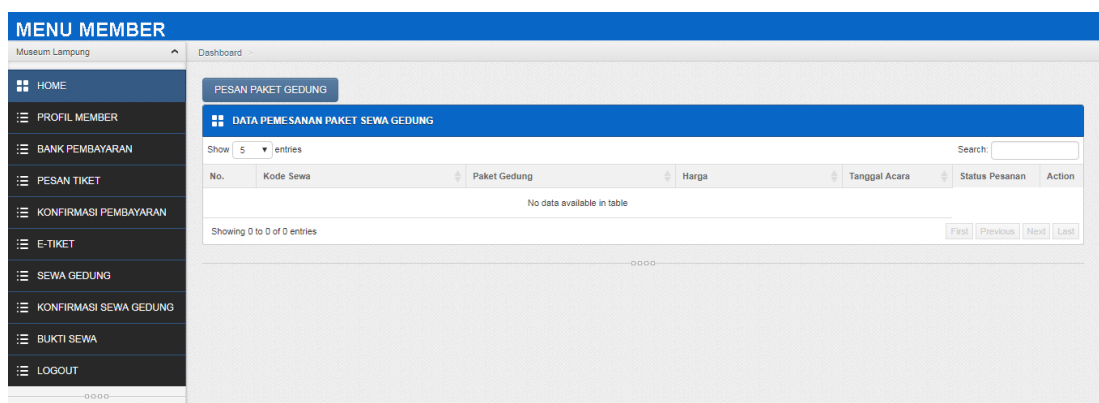 MENU MEMBER
Museum Lampung
Dashboard
HOME
PROFIL MEMBER
BANK PEMBAYARAN
PESAN TIKET
KONFIRMASI PEMBAYARAN
E-TIKET
SEWA GEDUNG
KONFIRMASI SEWA GEDUNG
BUKTI SEWA
LOGOUT
PESAN PAKET GEDUNG
DATA PEMESANAN PAKET SEWA GEDUNG
Show 5 entries Search:
No. Kode Sewa Paket Gedung Harga Tanggal Acara Status Pesanan Action
No data available in table
Showing 0 to 0 of 0 entries First Previous Next Last